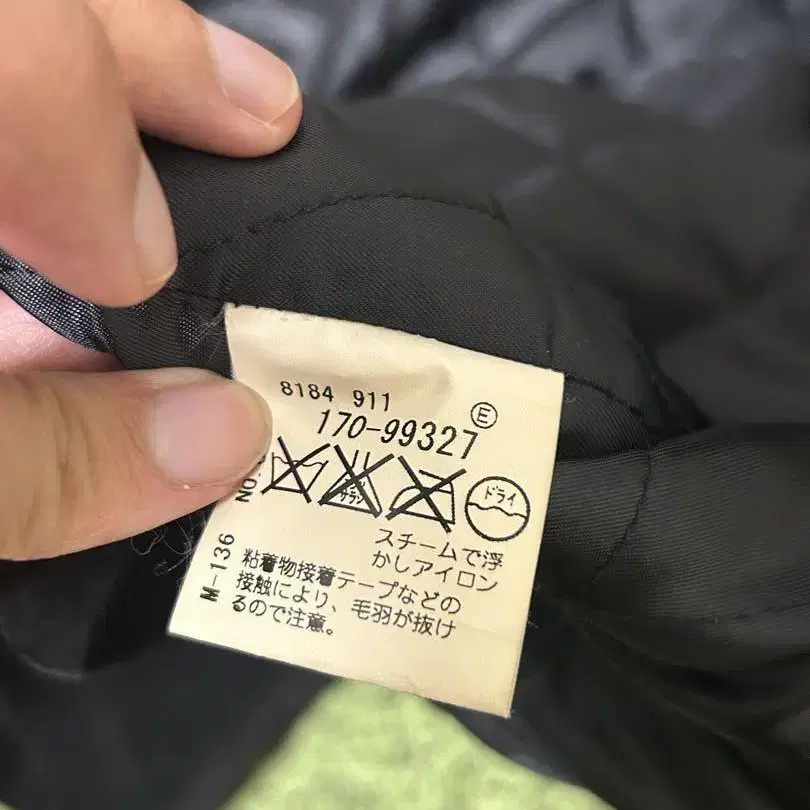 8184 911
Ⓔ
170-99327
ドライ
スチームで浮
かしアイロン
M-136
粘着物接着テープなどの
接触により、毛羽が抜け
るので注意。